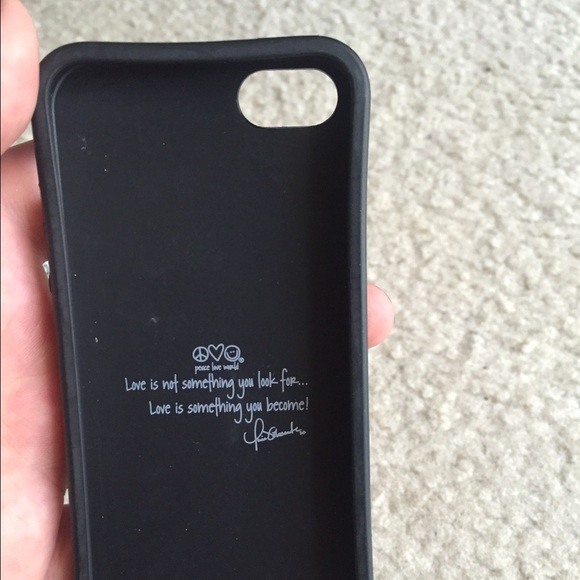 peace love world
Love is not something you look for...
Love is something you become!